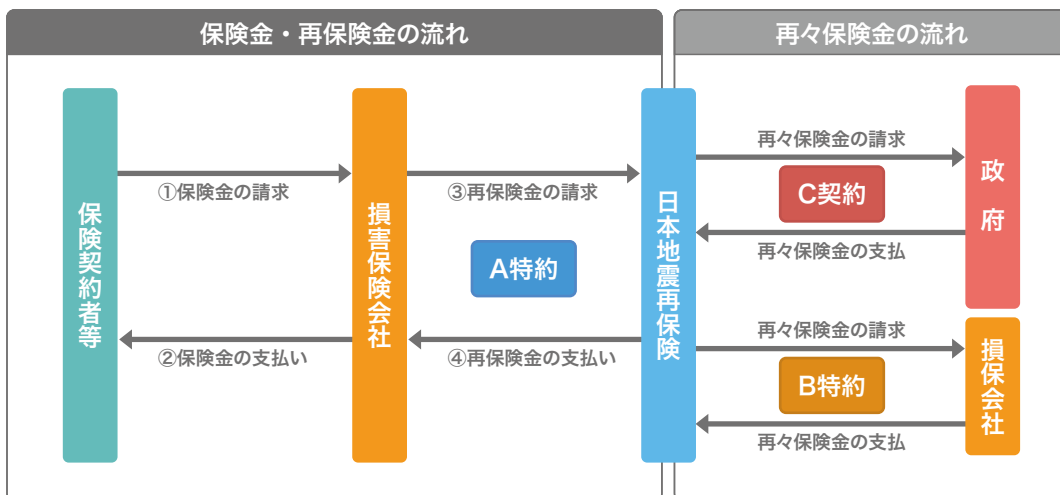 保険金・再保険金の流れ
再々保険金の流れ
保険契約者等
①保険金の請求
②保険金の支払い
損害保険会社
③再保険金の請求
A特約
④再保険金の支払い
日本地震再保険
再々保険金の請求
C契約
再々保険金の支払
政府
再々保険金の請求
B特約
再々保険金の支払
損保会社